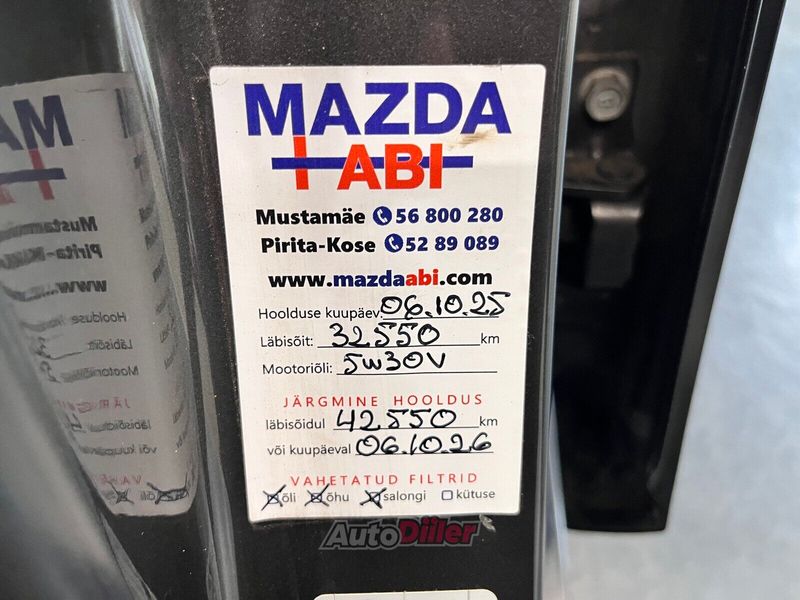 MAZDA
ABI
Mustamäe 56 800 280
Pirita-Kose 52 89 089
www.mazdaabi.com
Hoolduse kuupäev: 06.10.25
Läbisõit: 32550 km
Mootoriõli: 5W30V
JÄRGMINE HOOLDUS
läbisõidul 42550 km
või kuupäeval 06.10.26
VAHETATUD FILTRID
õli õhu salongi kütuse
AutoDiiler